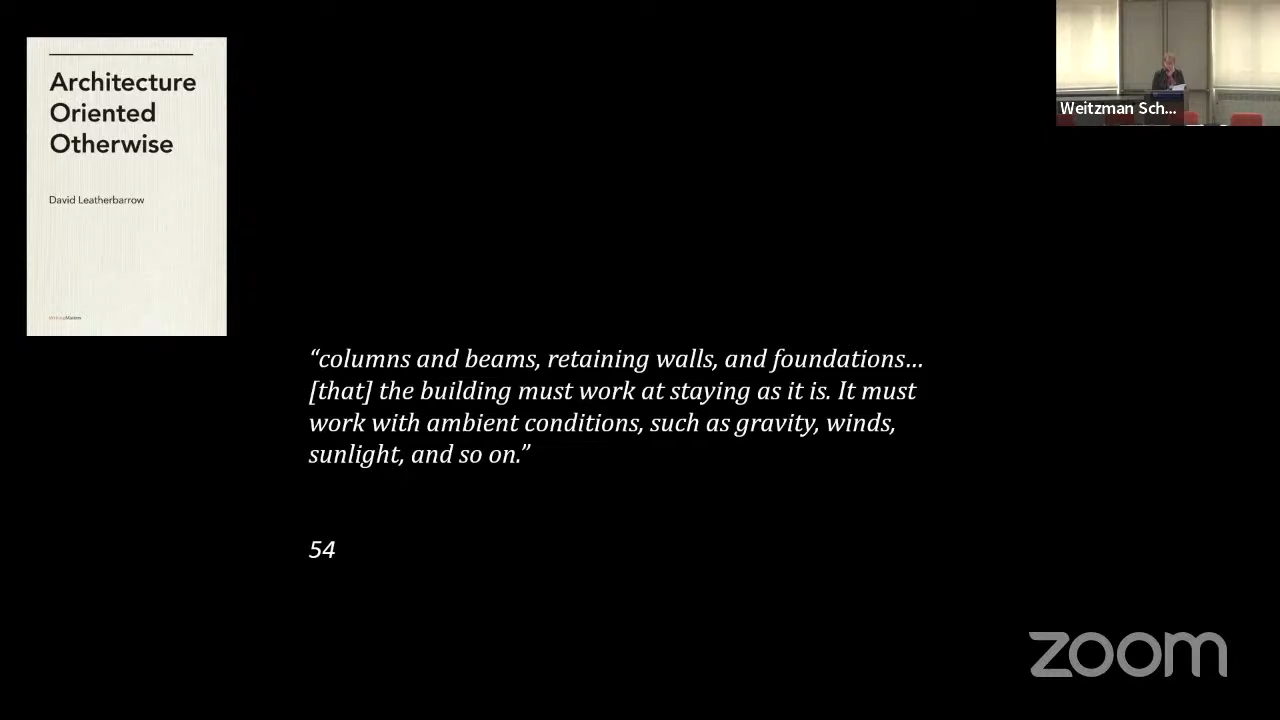 Architecture
Oriented
Otherwise
David Leatherbarrow
Weitzman Sch...
“columns and beams, retaining walls, and foundations…
[that] the building must work at staying as it is. It must
work with ambient conditions, such as gravity, winds,
sunlight, and so on.”
54
zoom